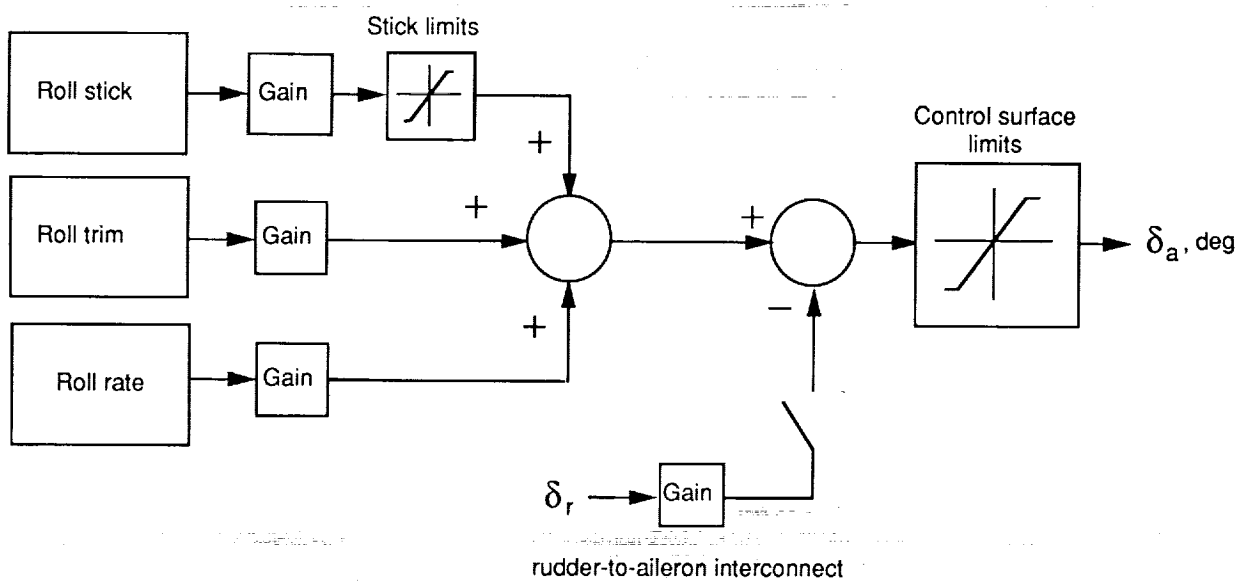 Stick limits
Roll stick
Gain
+
Control surface
limits
Roll trim
Gain
+
+
δa, deg
Roll rate
Gain
+
−
δr
Gain
rudder-to-aileron interconnect